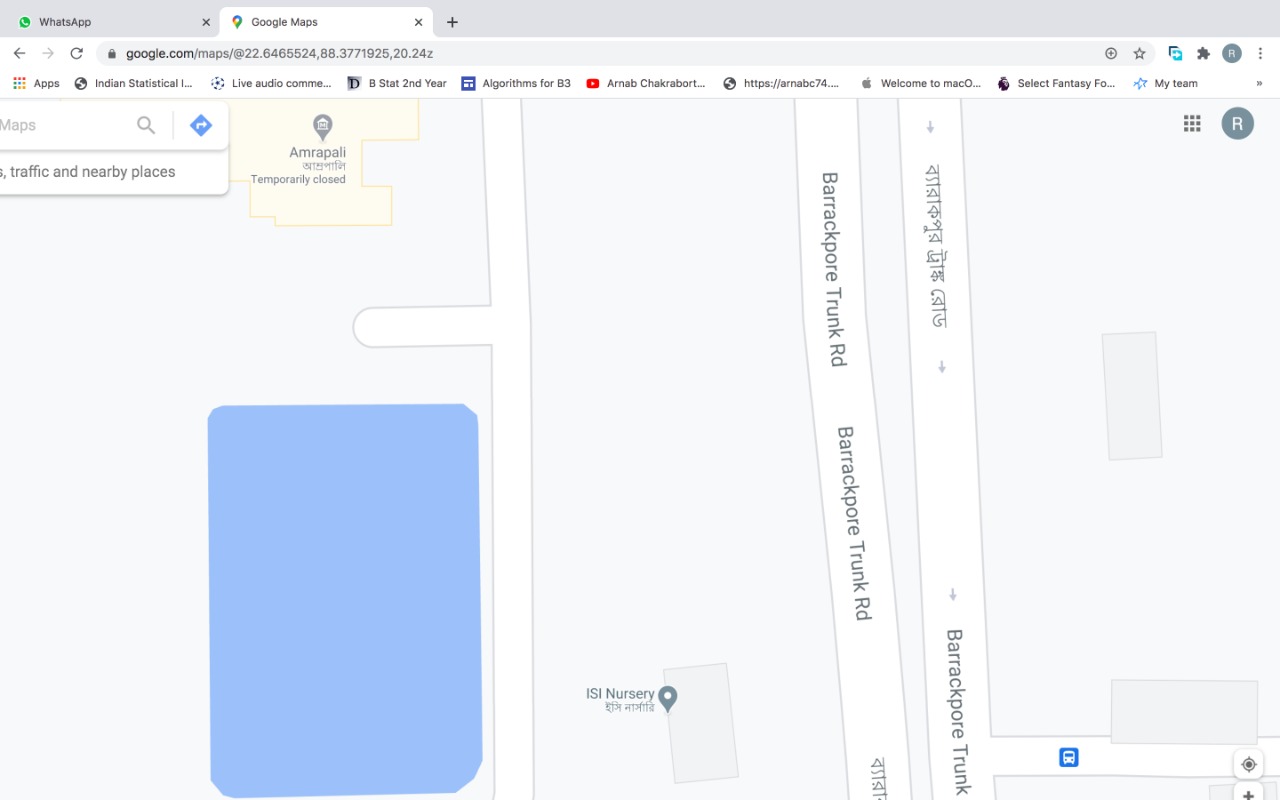 WhatsApp
Google Maps
google.com/maps/@22.6465524,88.3771925,20.24z
R
Apps
Indian Statistical I...
Live audio comme...
D B Stat 2nd Year
Algorithms for B3
Arnab Chakrabort...
https://arnabc74....
Welcome to macO...
Select Fantasy Fo...
My team
»
Maps
R
s, traffic and nearby places
Amrapali
আম্রপালি
Temporarily closed
Barrackpore Trunk Rd
ব্যারাকপুর ট্রাঙ্ক রোড
Barrackpore Trunk Rd
Barrackpore Trunk
ISI Nursery
ইসি নার্সারি
ব্যারা